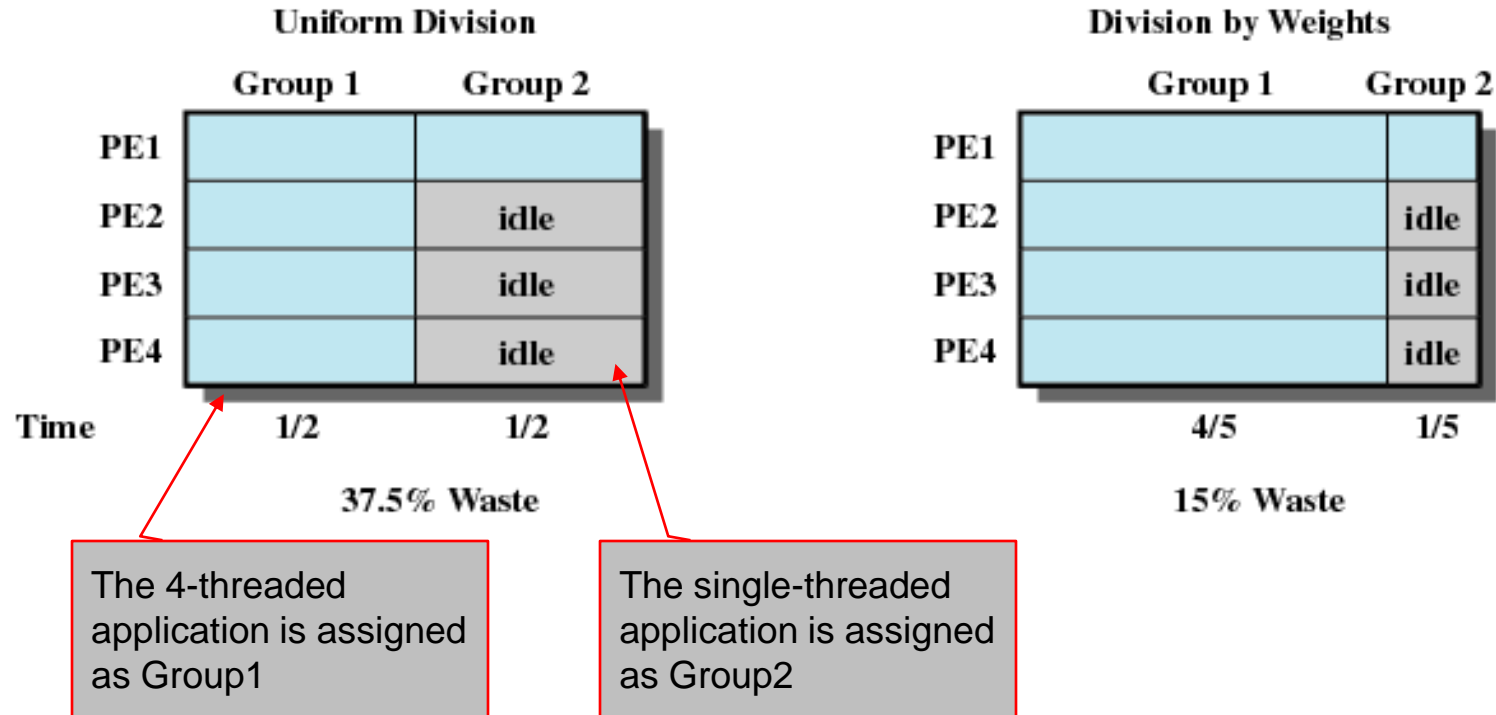 Uniform Division
Division by Weights
Group 1 Group 2
Group 1 Group 2
PE1
PE1
PE2 idle
PE2 idle
PE3 idle
PE3 idle
PE4 idle
PE4 idle
Time 1/2 1/2
4/5 1/5
37.5% Waste
15% Waste
The 4-threaded
application is assigned
as Group1
The single-threaded
application is assigned
as Group2